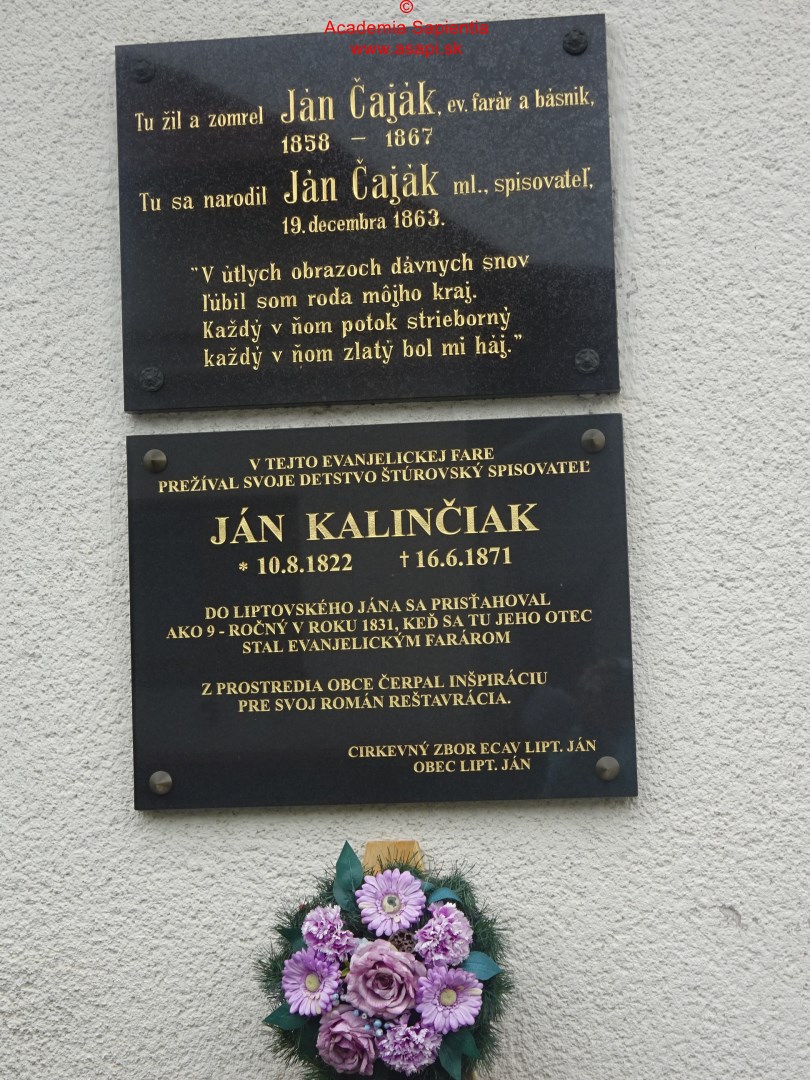 ©
Academia Sapientia
www.asapi.sk
Tu žil a zomrel Ján Čaják, ev. farár a básnik,
1858 – 1867
Tu sa narodil Ján Čaják ml., spisovateľ,
19. decembra 1863.
"V útlych obrazoch dávnych snov
ľúbil som roda môjho kraj.
Každý v ňom potok strieborný
každý v ňom zlatý bol mi háj."
V TEJTO EVANJELICKEJ FARE
PREŽÍVAL SVOJE DETSTVO ŠTÚROVSKÝ SPISOVATEĽ
JÁN KALINČIAK
* 10.8.1822 † 16.6.1871
DO LIPTOVSKÉHO JÁNA SA PRISŤAHOVAL
AKO 9 - ROČNÝ V ROKU 1831, KEĎ SA TU JEHO OTEC
STAL EVANJELICKÝM FARÁROM
Z PROSTREDIA OBCE ČERPAL INŠPIRÁCIU
PRE SVOJ ROMÁN REŠTAVRÁCIA.
CIRKEVNÝ ZBOR ECAV LIPT. JÁN
OBEC LIPT. JÁN